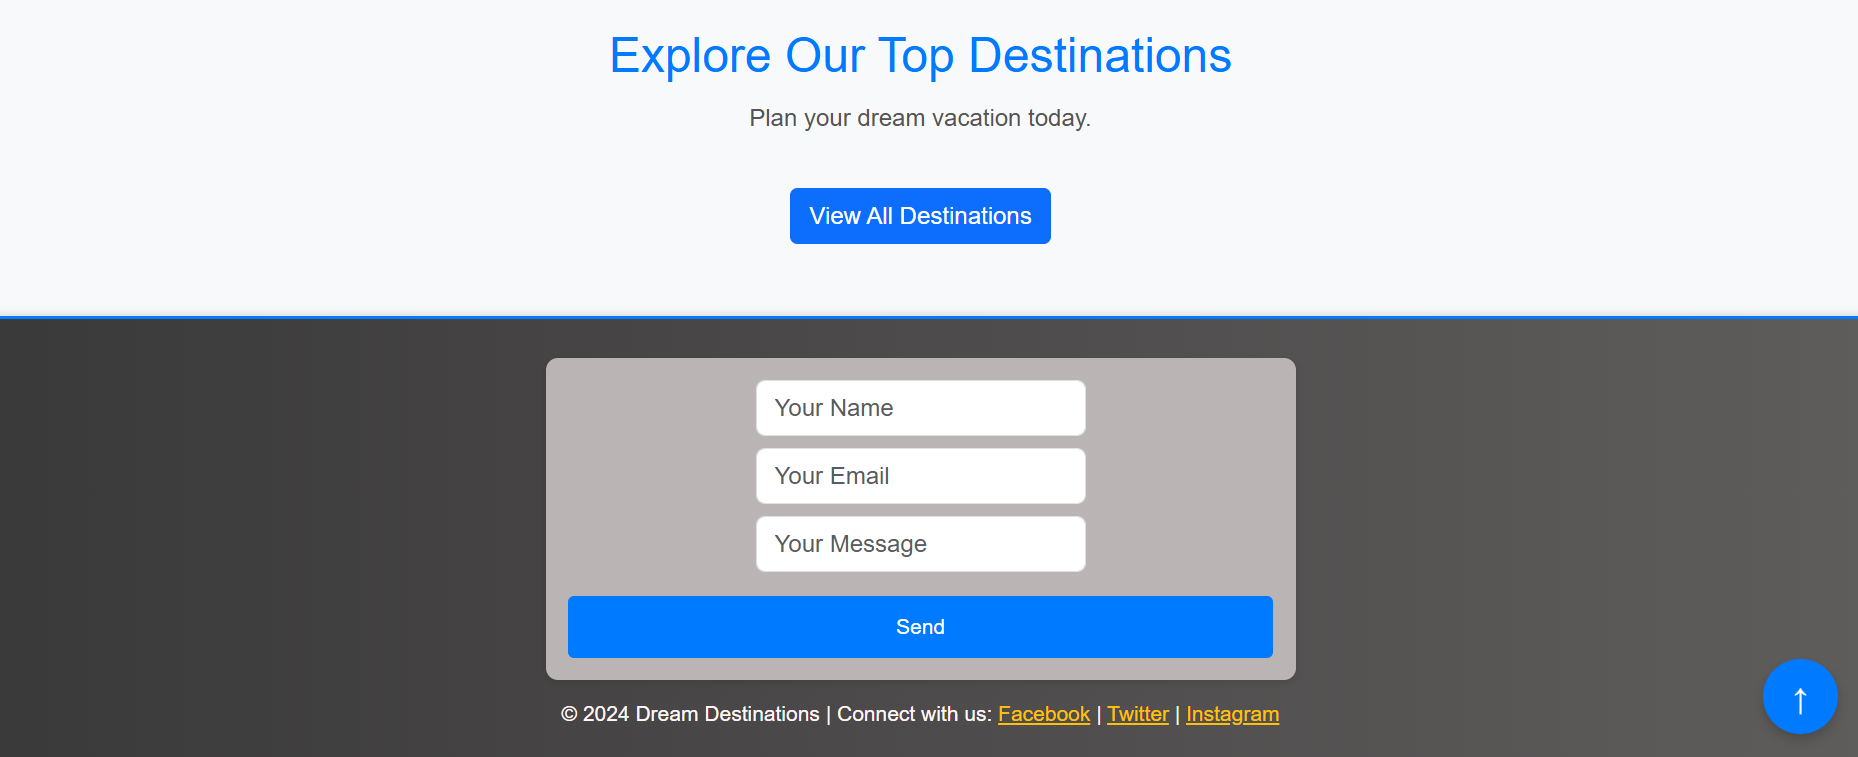 Explore Our Top Destinations
Plan your dream vacation today.
View All Destinations
Your Name
Your Email
Your Message
Send
© 2024 Dream Destinations | Connect with us: Facebook | Twitter | Instagram
↑